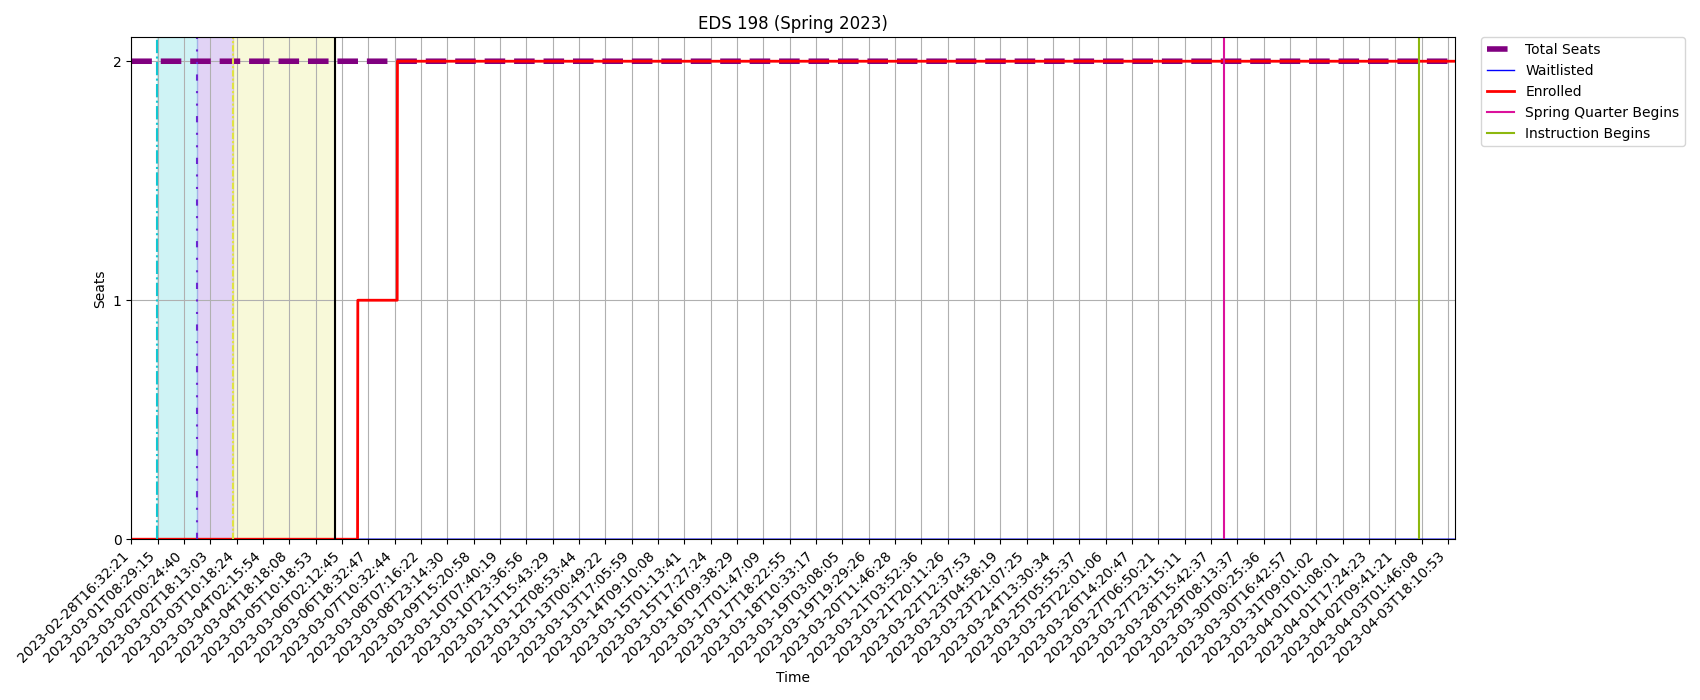 EDS 198 (Spring 2023)
Total Seats
Waitlisted
Enrolled
Spring Quarter Begins
Instruction Begins
Seats
2
1
0
2023-02-28T16:32:21
2023-03-01T08:29:15
2023-03-02T00:24:40
2023-03-02T18:13:03
2023-03-03T10:18:24
2023-03-04T02:15:54
2023-03-04T18:18:08
2023-03-05T10:18:53
2023-03-06T02:12:45
2023-03-06T18:32:47
2023-03-07T10:32:44
2023-03-08T07:16:22
2023-03-08T23:14:30
2023-03-09T15:20:58
2023-03-10T07:40:19
2023-03-10T23:36:56
2023-03-11T15:43:29
2023-03-12T08:53:44
2023-03-13T00:49:22
2023-03-13T17:05:59
2023-03-14T09:10:08
2023-03-15T01:13:41
2023-03-15T17:27:24
2023-03-16T09:38:29
2023-03-17T01:47:09
2023-03-17T18:22:55
2023-03-18T10:33:17
2023-03-19T03:08:05
2023-03-19T19:29:26
2023-03-20T11:46:28
2023-03-21T03:52:36
2023-03-21T20:11:26
2023-03-22T12:37:53
2023-03-23T04:58:19
2023-03-23T21:07:25
2023-03-24T13:30:34
2023-03-25T05:55:37
2023-03-25T22:01:06
2023-03-26T14:20:47
2023-03-27T06:50:21
2023-03-27T23:15:11
2023-03-28T15:42:37
2023-03-29T08:13:37
2023-03-30T00:25:36
2023-03-30T16:42:57
2023-03-31T09:01:02
2023-04-01T01:08:01
2023-04-01T17:24:23
2023-04-02T09:41:21
2023-04-03T01:46:08
2023-04-03T18:10:53
Time